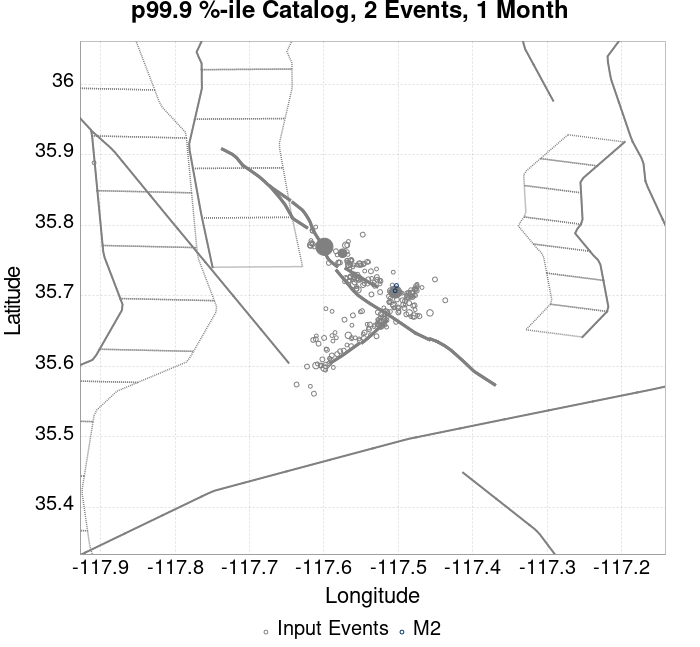 p99.9 %-ile Catalog, 2 Events, 1 Month
36
35.9
35.8
35.7
35.6
35.5
35.4
Latitude
-117.9 -117.8 -117.7 -117.6 -117.5 -117.4 -117.3 -117.2
Longitude
Input Events M2